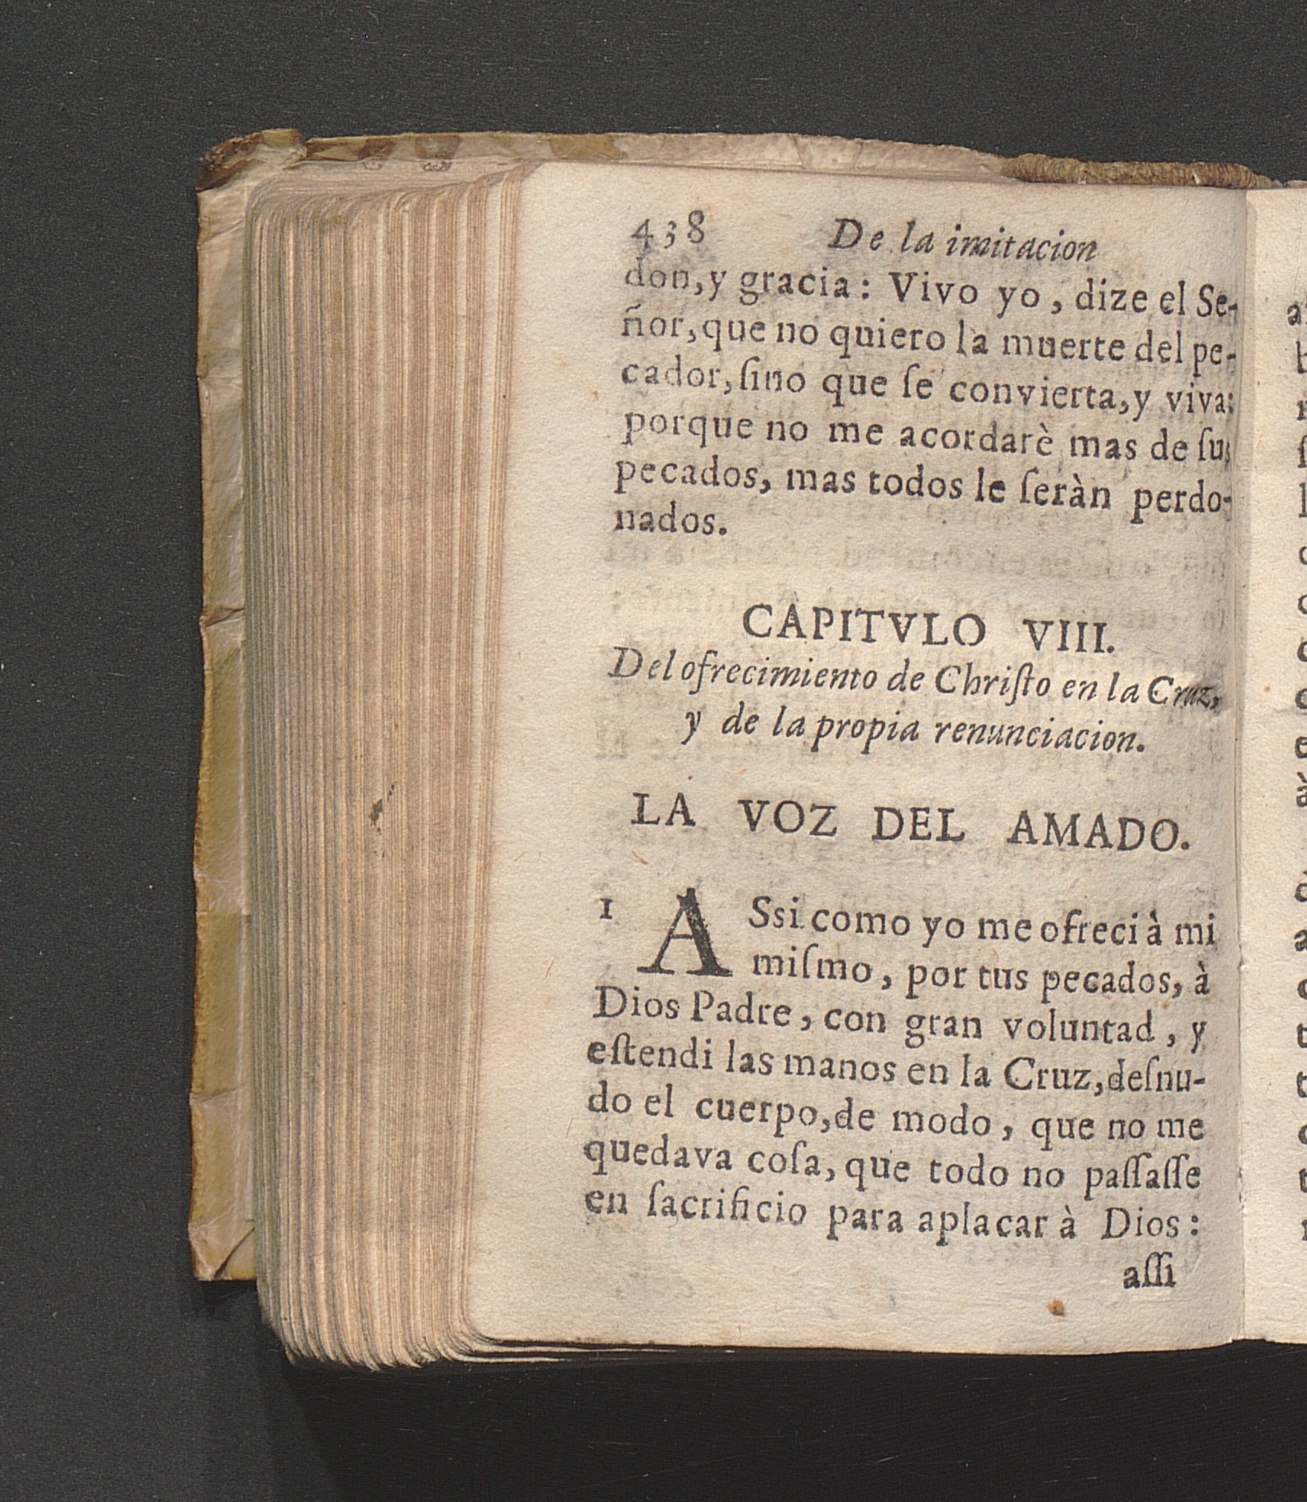 438 De la imitacion
don, y gracia: Vivo yo, dize el Se-
ñor, que no quiero la muerte del pe-
cador, ſino que ſe convierta, y viva:
porque no me acordarè mas de ſus
pecados, mas todos le ſeràn perdo-
nados.
CAPITVLO VIII.
Del ofrecimiento de Chriſto en la Cruz,
y de la propia renunciacion.
LA VOZ DEL AMADO.
1 ASsi como yo me ofreci à mi
miſmo, por tus pecados, à
Dios Padre, con gran voluntad, y
eſtendi las manos en la Cruz, deſnu-
do el cuerpo, de modo, que no me
quedava coſa, que todo no paſſaſſe
en ſacrificio para aplacar à Dios:
aſſi